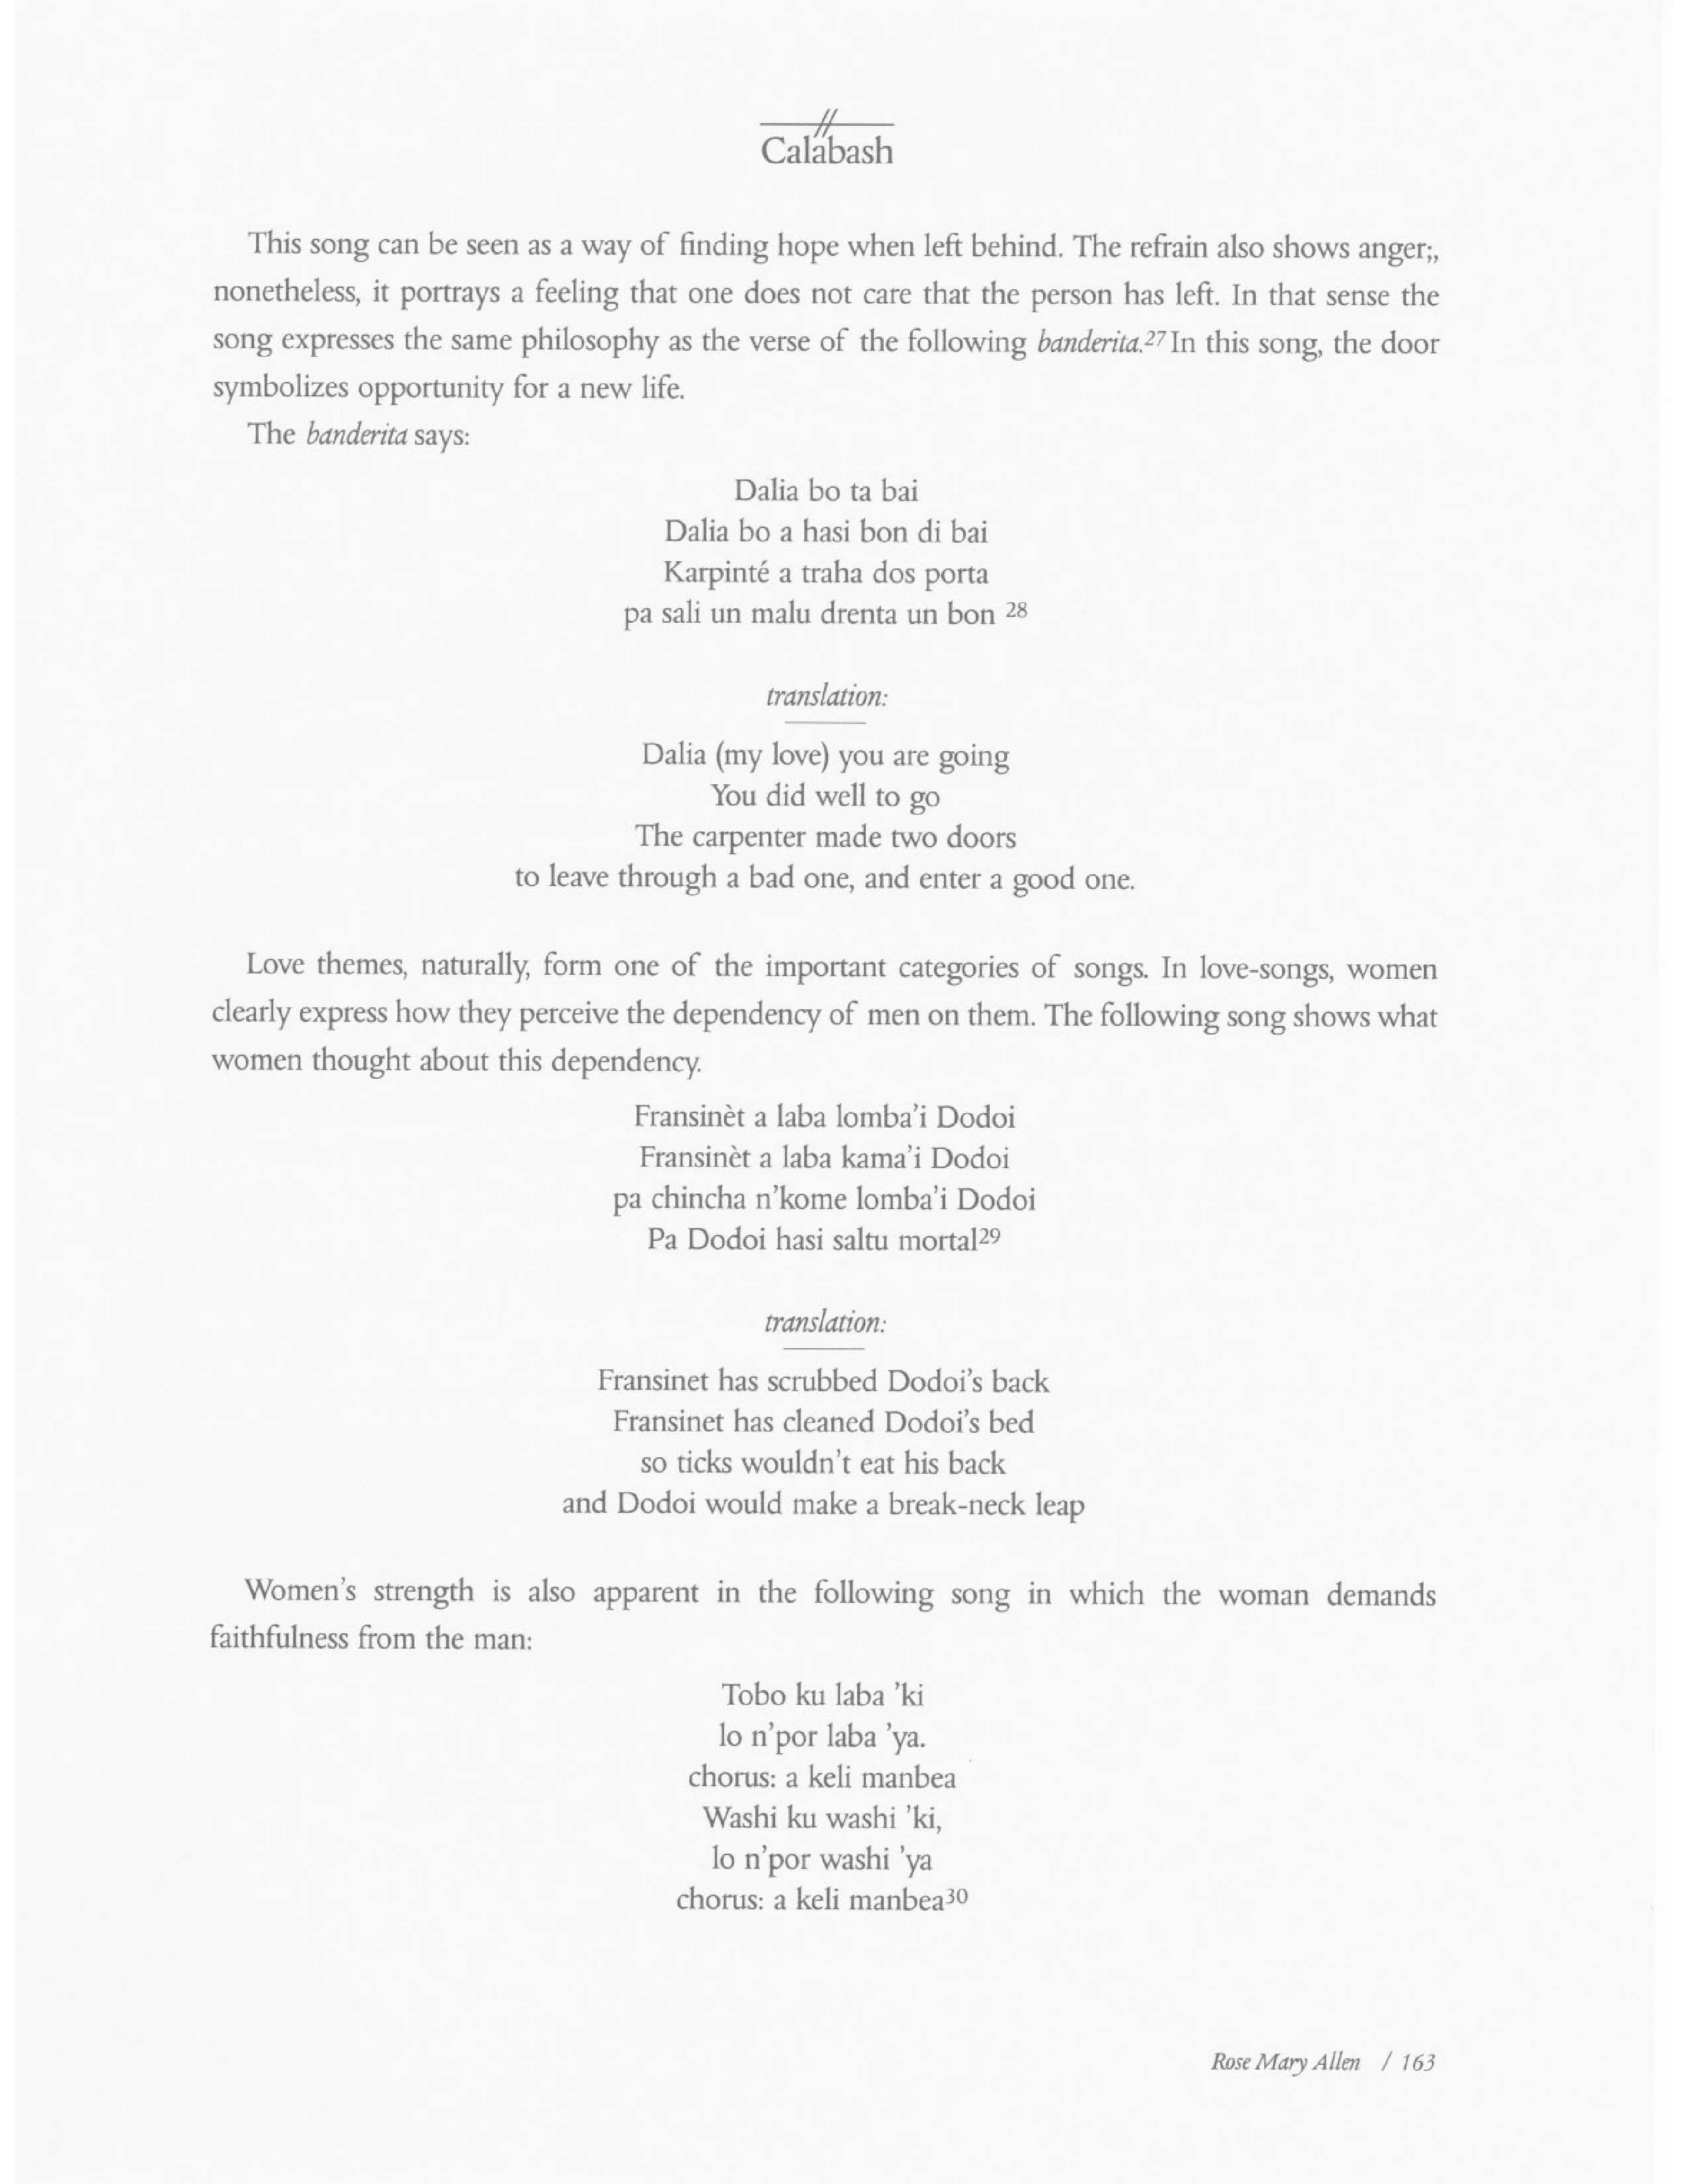 Calabash
This song can be seen as a way of finding hope when left behind. The refrain also shows anger;,
nonetheless, it portrays a feeling that one does not care that the person has left. In that sense the
song expresses the same philosophy as the verse of the following banderita.27 In this song, the door
symbolizes opportunity for a new life.
The banderita says:
Dalia bo ta bai
Dalia bo a hasi bon di bai
Karpinté a traha dos porta
pa sali un malu drenta un bon 28
translation:
Dalia (my love) you are going
You did well to go
The carpenter made two doors
to leave through a bad one, and enter a good one.
Love themes, naturally, form one of the important categories of songs. In love-songs, women
clearly express how they perceive the dependency of men on them. The following song shows what
women thought about this dependency.
Fransinèt a laba lomba'i Dodoi
Fransinèt a laba kama'i Dodoi
pa chincha n'kome lomba'i Dodoi
Pa Dodoi hasi saltu mortal29
translation:
Fransinet has scrubbed Dodoi's back
Fransinet has cleaned Dodoi's bed
so ticks wouldn't eat his back
and Dodoi would make a break-neck leap
Women's strength is also apparent in the following song in which the woman demands
faithfulness from the man:
Tobo ku laba 'ki
lo n'por laba 'ya.
chorus: a keli manbea
Washi ku washi 'ki,
lo n'por washi 'ya
chorus: a keli manbea30
Rose Mary Allen / 163